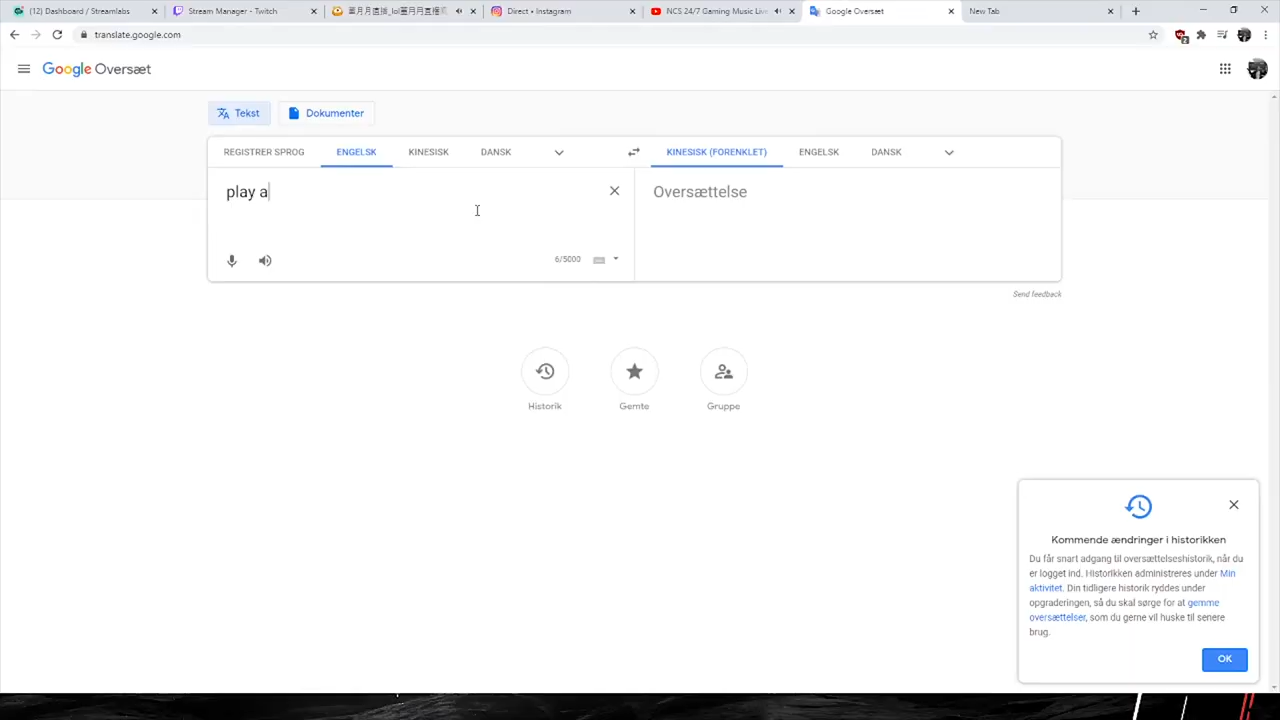 (12) Dashboard / Streamlabs
Stream Manager - Twitch
Direct • Instagram
NCS 24/7 Gaming Music Liv
Google Oversæt
New Tab
translate.google.com
2
Google Oversæt
Tekst
Dokumenter
REGISTRER SPROG
ENGELSK
KINESISK
DANSK
KINESISK (FORENKLET)
ENGELSK
DANSK
play a
Oversættelse
6/5000
Send feedback
Historik
Gemte
Gruppe
Kommende ændringer i historikken
Du får snart adgang til oversættelseshistorik, når du
er logget ind. Historikken administreres under Min
aktivitet. Din tidligere historik ryddes under
opgraderingen, så du skal sørge for at gemme
oversættelser, som du gerne vil huske til senere
brug.
OK